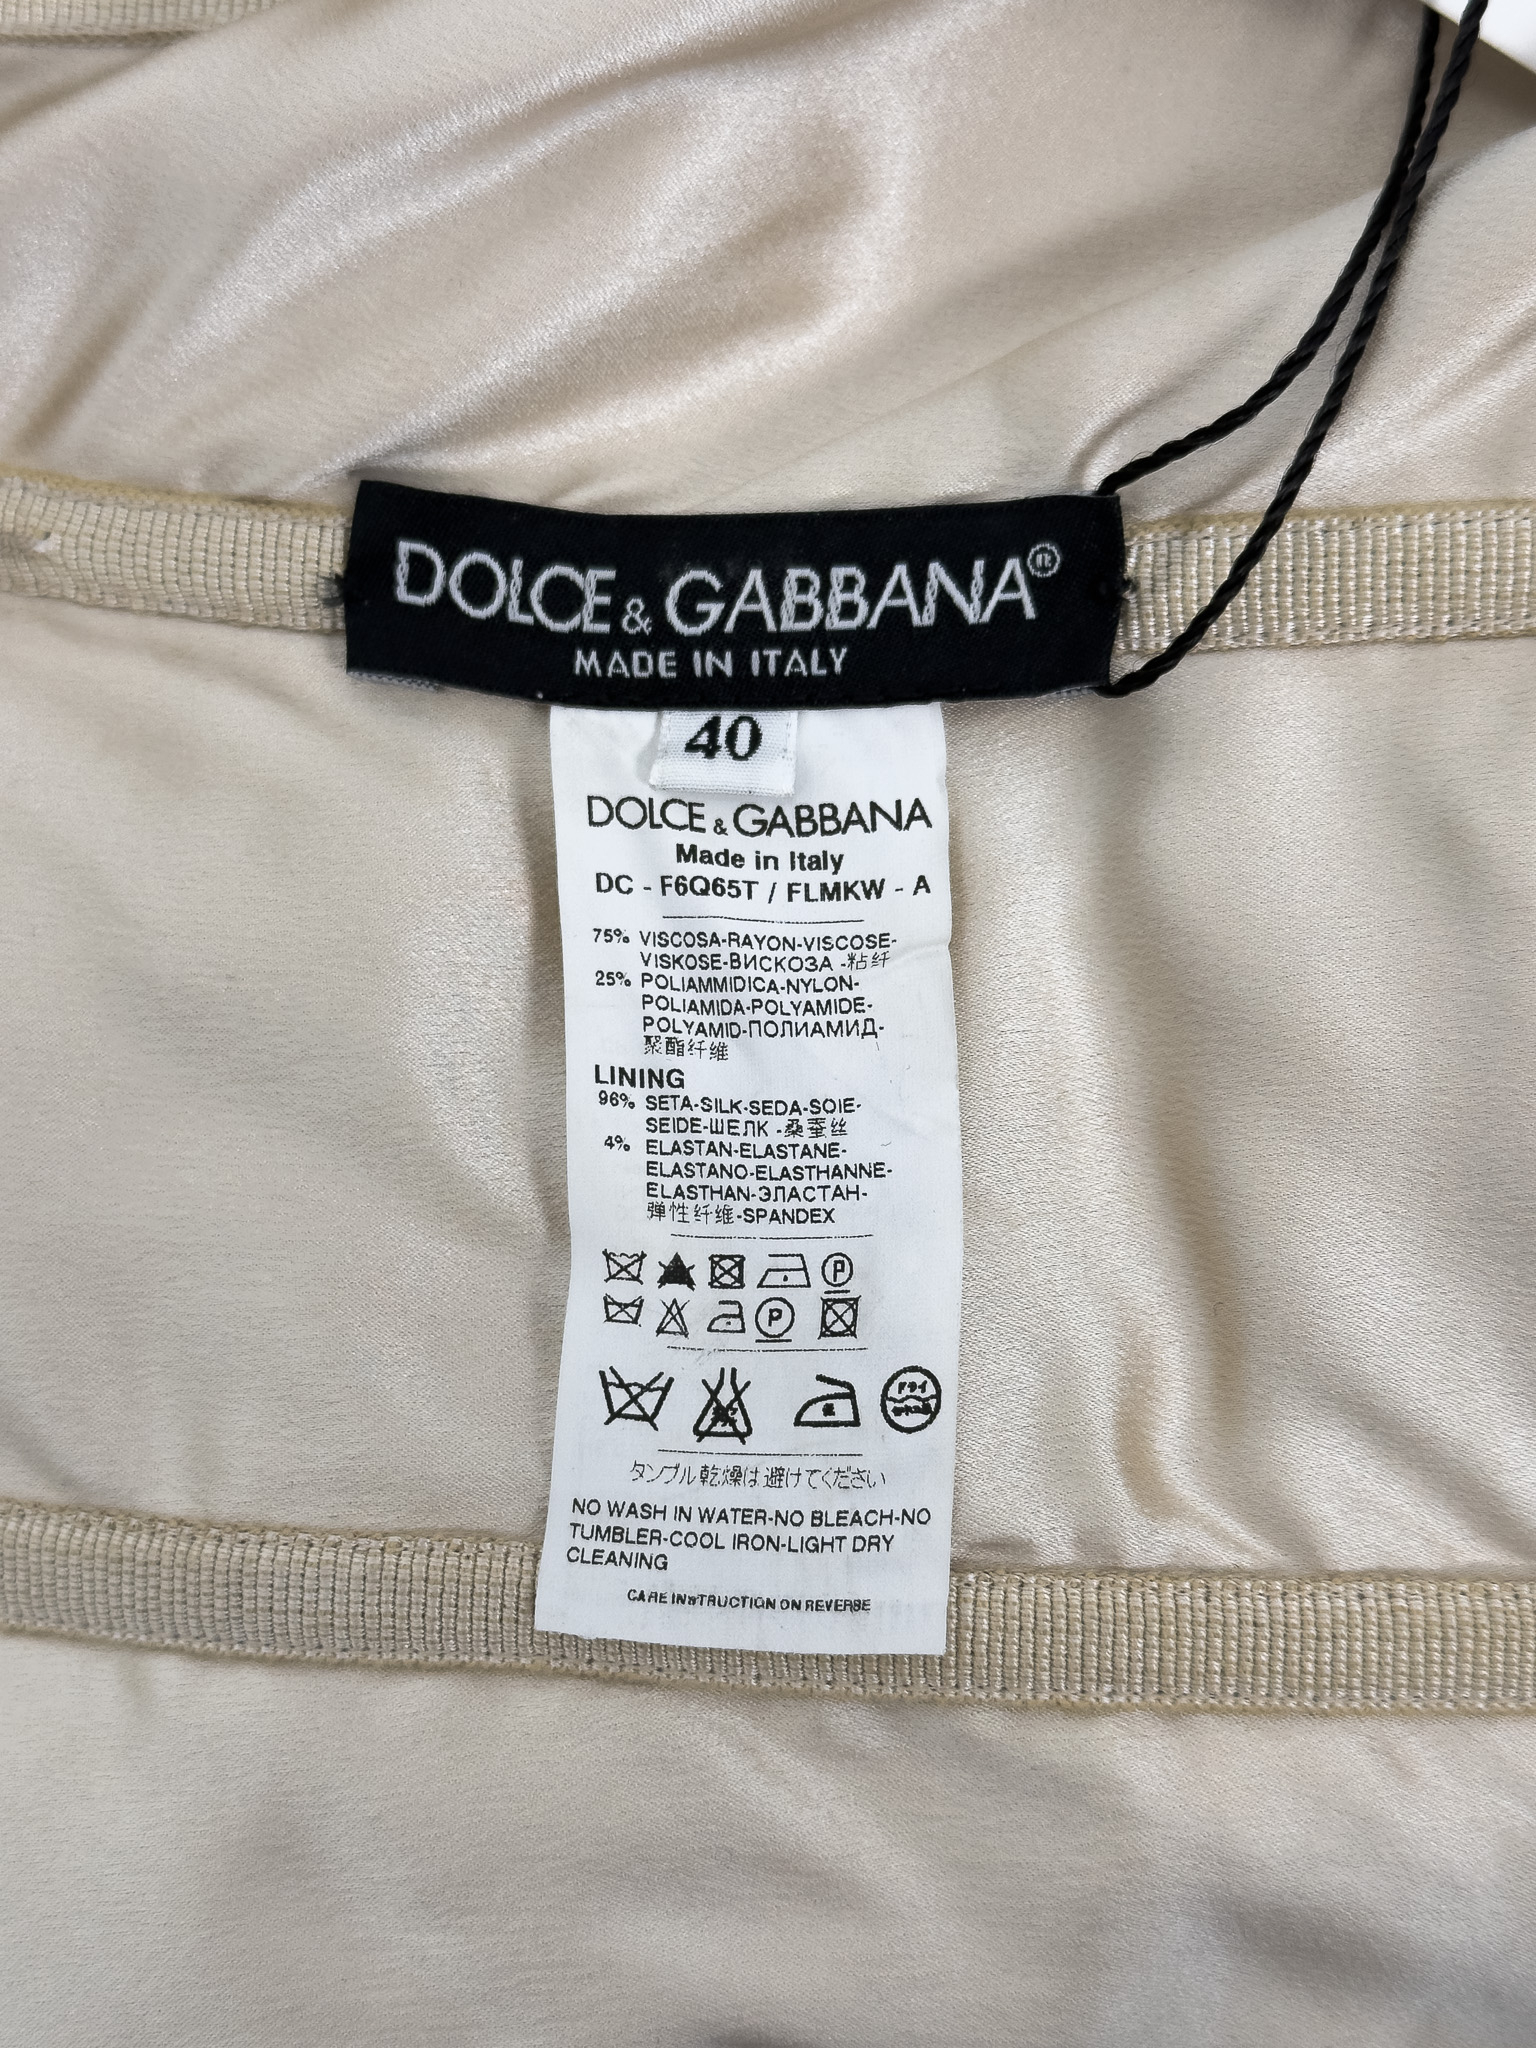 DOLCE & GABBANA®
MADE IN ITALY
40
DOLCE & GABBANA
Made in Italy
DC - F6Q65T / FLMKW - A
75% VISCOSA-RAYON-VISCOSE-
VISKOSE-ВИСКОЗА -粘纤
25% POLIAMMIDICA-NYLON-
POLIAMIDA-POLYAMIDE-
POLYAMID-ПОЛИАМИД-
聚酯纤维
LINING
96% SETA-SILK-SEDA-SOIE-
SEIDE-ШЕЛК -桑蚕丝
4% ELASTAN-ELASTANE-
ELASTANO-ELASTHANNE-
ELASTHAN-ЭЛАСТАН-
弹性纤维-SPANDEX
P
P
ドライ
タンブル乾燥は避けてください
NO WASH IN WATER-NO BLEACH-NO
TUMBLER-COOL IRON-LIGHT DRY
CLEANING
CARE INSTRUCTION ON REVERSE